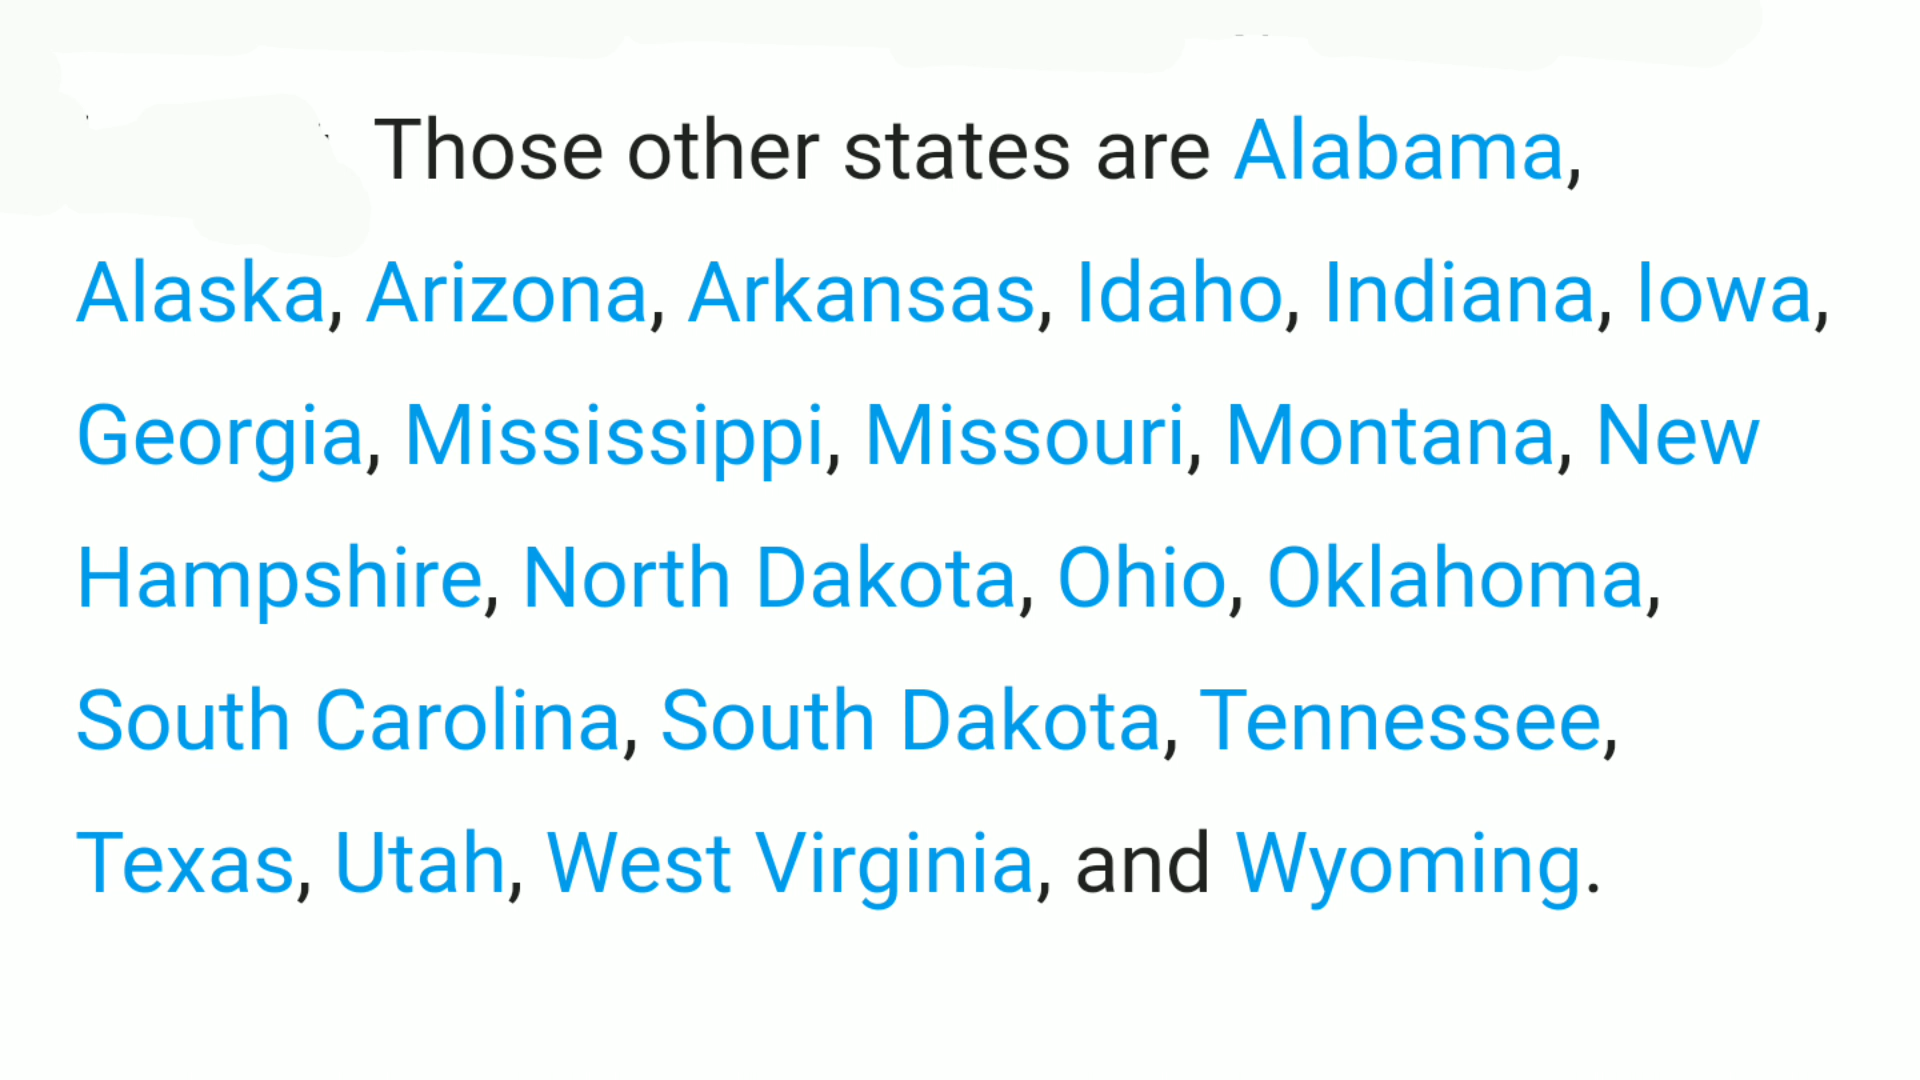 Those other states are Alabama,
Alaska, Arizona, Arkansas, Idaho, Indiana, Iowa,
Georgia, Mississippi, Missouri, Montana, New
Hampshire, North Dakota, Ohio, Oklahoma,
South Carolina, South Dakota, Tennessee,
Texas, Utah, West Virginia, and Wyoming.